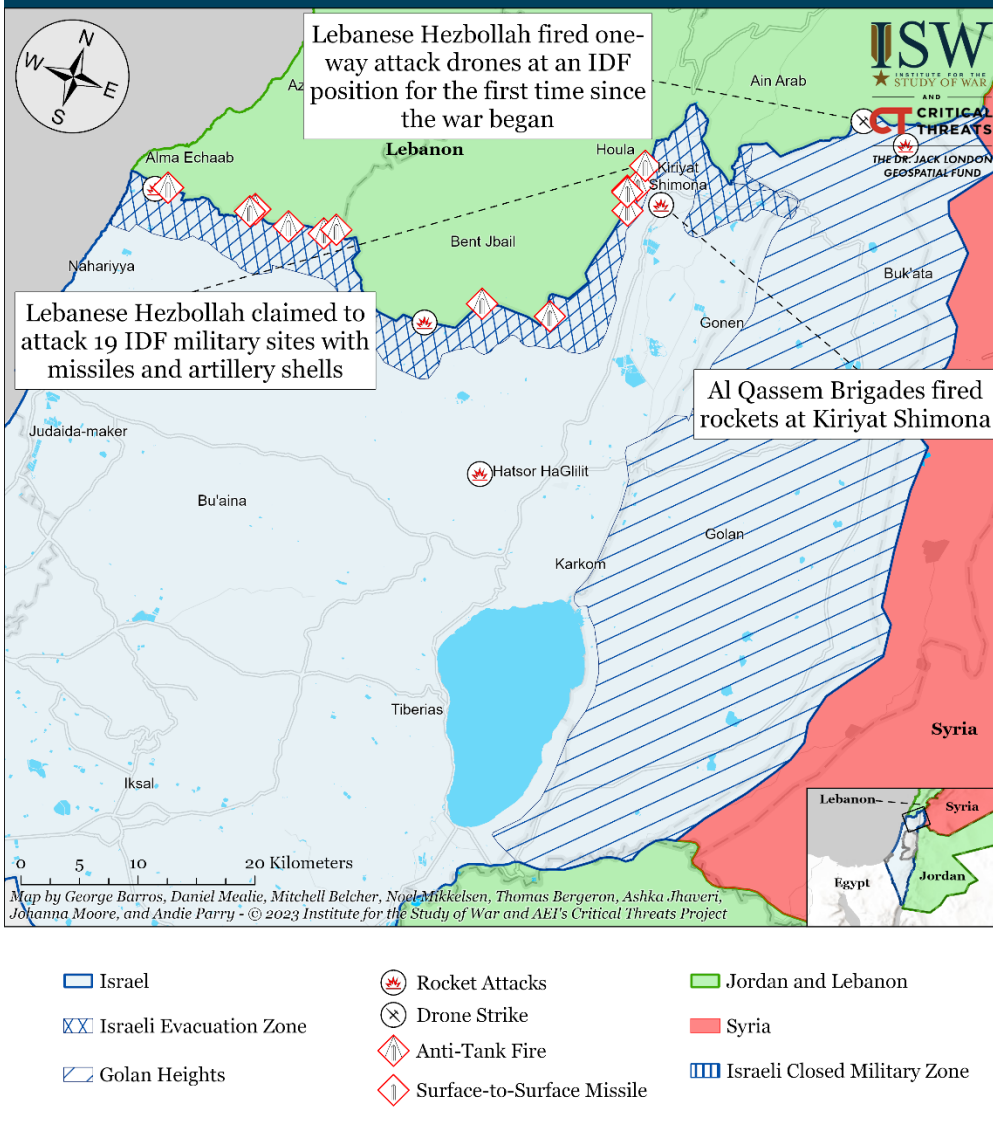 N
W
E
S
Lebanese Hezbollah fired one-
way attack drones at an IDF
position for the first time since
the war began
ISW
INSTITUTE FOR THE
STUDY OF WAR
AND
CT CRITICAL
THREATS
THE DR. JACK LONDON
GEOSPATIAL FUND
Az
Ain Arab
Alma Echaab
Lebanon
Houla
Kiriyat
Shimona
Bent Jbail
Nahariyya
Buk'ata
Gonen
Lebanese Hezbollah claimed to
attack 19 IDF military sites with
missiles and artillery shells
Al Qassem Brigades fired
rockets at Kiriyat Shimona
Judaida-maker
Hatsor HaGlilit
Bu'aina
Golan
Karkom
Tiberias
Syria
Iksal
Lebanon
Syria
Egypt
Jordan
0 5 10 20 Kilometers
Map by George Barros, Daniel Mealie, Mitchell Belcher, Noel Mikkelsen, Thomas Bergeron, Ashka Jhaveri,
Johanna Moore, and Andie Parry - © 2023 Institute for the Study of War and AEI's Critical Threats Project
Israel
Israeli Evacuation Zone
Golan Heights
Rocket Attacks
Drone Strike
Anti-Tank Fire
Surface-to-Surface Missile
Jordan and Lebanon
Syria
Israeli Closed Military Zone